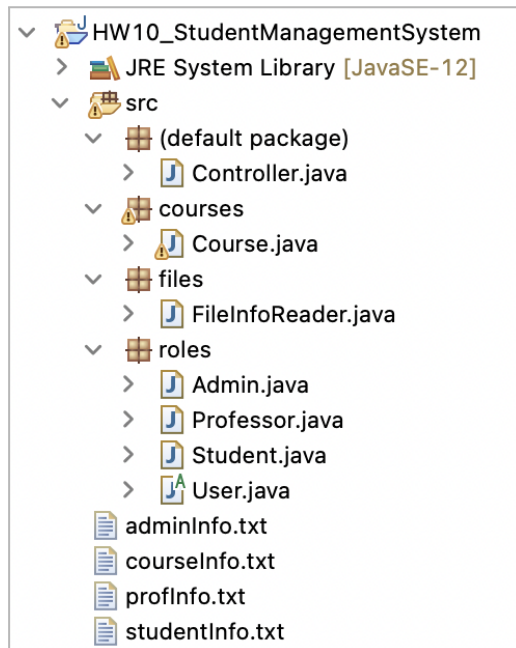 HW10_StudentManagementSystem
JRE System Library [JavaSE-12]
src
(default package)
Controller.java
courses
Course.java
files
FileInfoReader.java
roles
Admin.java
Professor.java
Student.java
User.java
adminInfo.txt
courseInfo.txt
profInfo.txt
studentInfo.txt